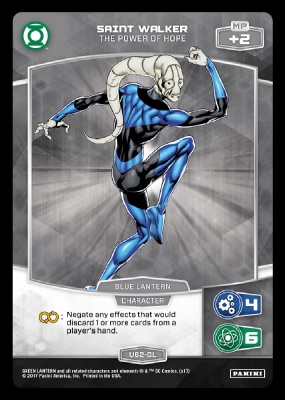 SAINT WALKER
THE POWER OF HOPE
MP
+2
BLUE LANTERN
CHARACTER
: Negate any effects that would
discard 1 or more cards from a
player's hand.
4
6
U62-GL
GREEN LANTERN and all related characters and elements © & ™ DC Comics. (s17)
© 2017 Panini America, Inc. Printed in the USA.
PANINI